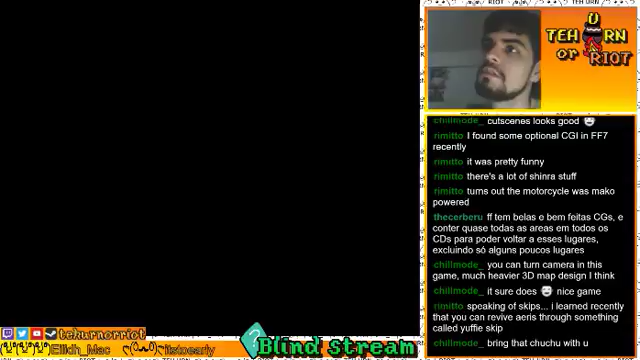 TEH URN
or RIOT
chillmode_ cutscenes looks good
rimitto I found some optional CGI in FF7
recently
rimitto it was pretty funny
rimitto there's a lot of shinra stuff
rimitto turns out the motorcycle was mako
powered
thecerberu ff tem belas e bem feitas CGs, e
conter quase todas as areas em todos os
CDs para poder voltar a esses lugares,
excluindo só alguns poucos lugares
chillmode_ you can turn camera in this
game, much heavier 3D map design I think
chillmode_ it sure does nice game
rimitto speaking of skips... i learned recently
that you can revive aeris through something
called yuffie skip
chillmode_ bring that chuchu with u
tehurnorriot
Blind Stream